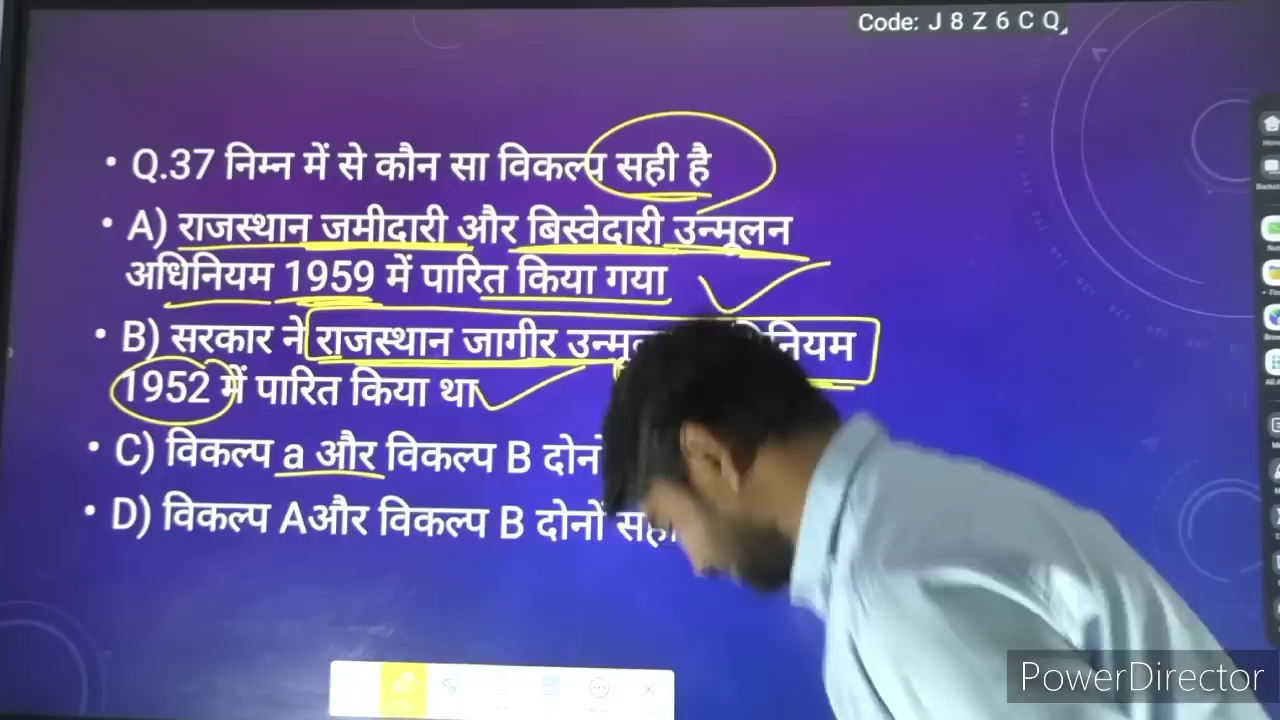 Code: J 8 Z 6 C Q
• Q.37 निम्न में से कौन सा विकल्प सही है
• A) राजस्थान जमीदारी और बिस्वेदारी उन्मूलन
अधिनियम 1959 में पारित किया गया
• B) सरकार ने राजस्थान जागीर
1952 में पारित किया था
• C) विकल्प a और विकल्प B
• D) विकल्प Aऔर विकल्प B दोनों
PowerDirector